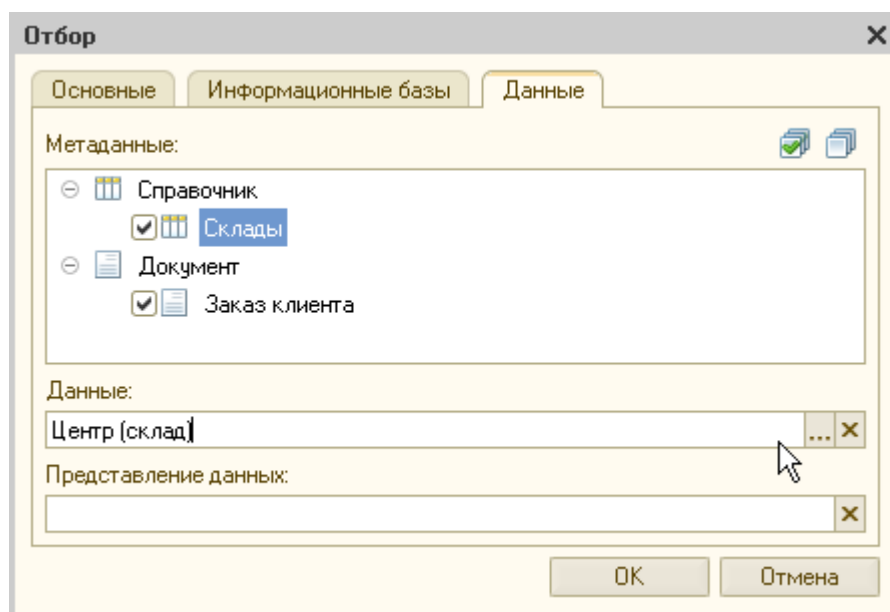 Отбор
Основные Информационные базы Данные
Метаданные:
Справочник
Склады
Документ
Заказ клиента
Данные:
Центр (склад)
...
Представление данных:
OK Отмена